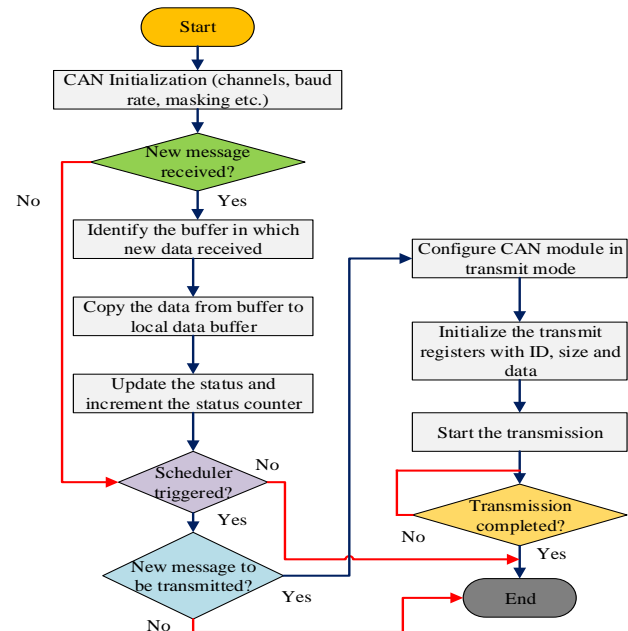 Start
CAN Initialization (channels, baud
rate, masking etc.)
New message
received?
No
Yes
Identify the buffer in which
new data received
Copy the data from buffer to
local data buffer
Update the status and
increment the status counter
Scheduler
triggered?
No
Yes
New message to
be transmitted?
Yes
No
Configure CAN module in
transmit mode
Initialize the transmit
registers with ID, size and
data
Start the transmission
Transmission
completed?
No
Yes
End